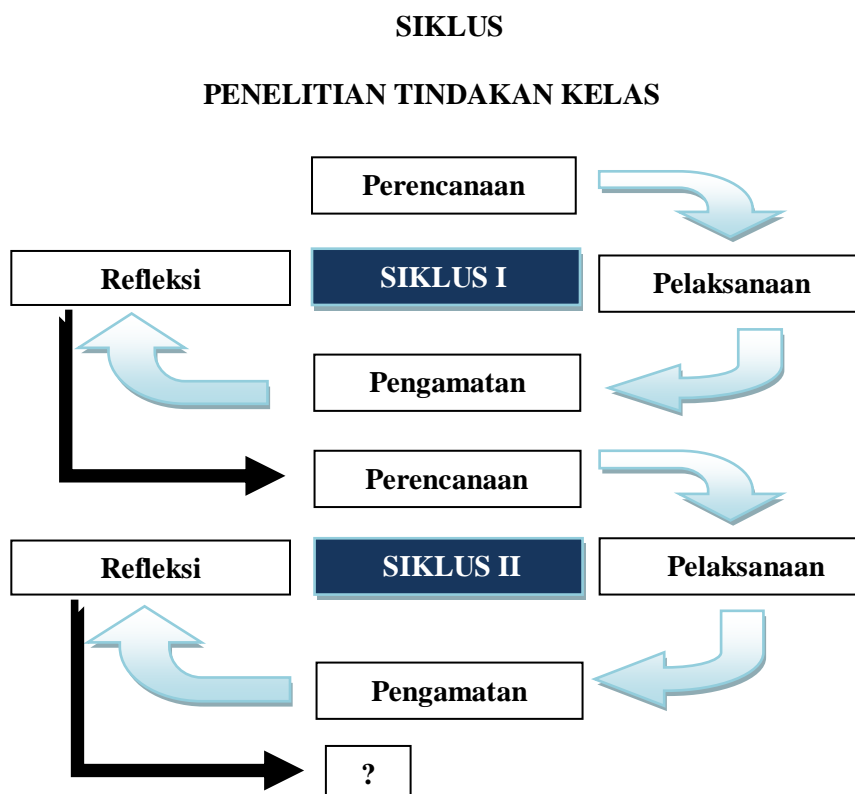 SIKLUS
PENELITIAN TINDAKAN KELAS
Perencanaan
Refleksi
SIKLUS I
Pelaksanaan
Pengamatan
Perencanaan
Refleksi
SIKLUS II
Pelaksanaan
Pengamatan
?